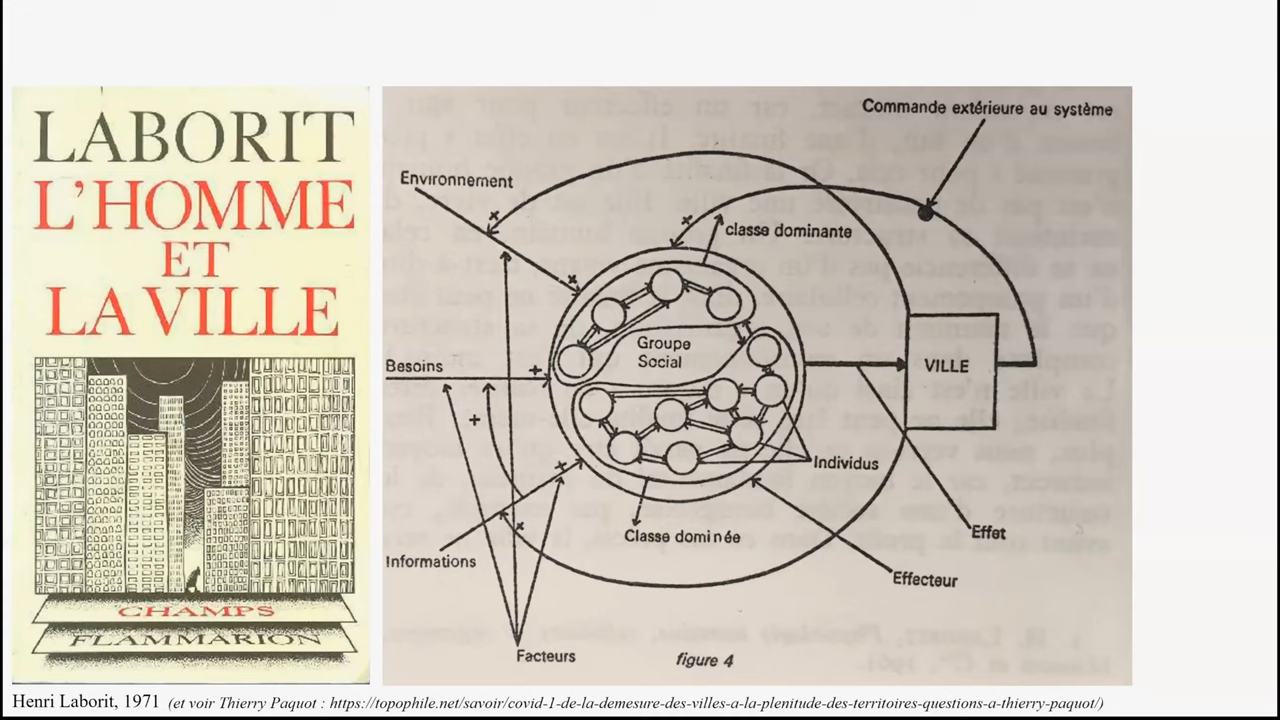 LABORIT
L'HOMME
ET
LA VILLE
CHAMPS
FLAMMARION
Commande extérieure au système
Environnement
classe dominante
Groupe
Social
VILLE
Besoins
Individus
Effet
Classe dominée
Informations
Effecteur
Facteurs
figure 4
Henri Laborit, 1971 (et voir Thierry Paquot : https://topophile.net/savoir/covid-1-de-la-demesure-des-villes-a-la-plenitude-des-territoires-questions-a-thierry-paquot/)